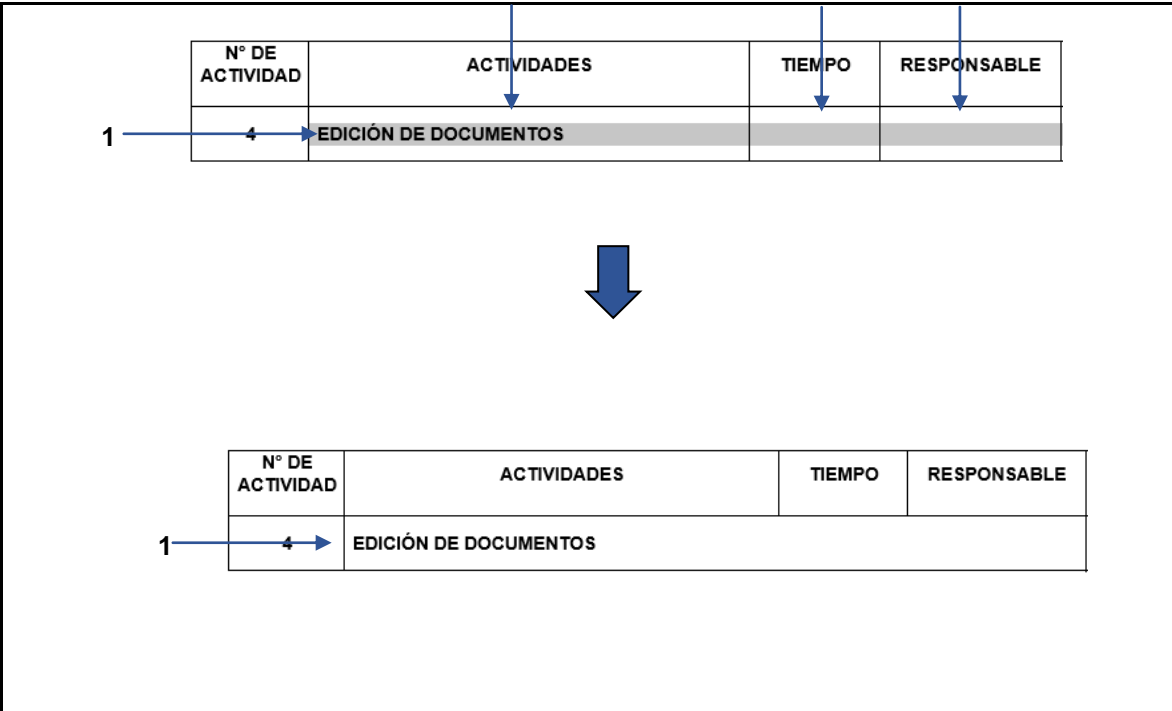 N° DE
ACTIVIDAD
ACTIVIDADES
TIEMPO
RESPONSABLE
1
4
EDICIÓN DE DOCUMENTOS
N° DE
ACTIVIDAD
ACTIVIDADES
TIEMPO
RESPONSABLE
1
4
EDICIÓN DE DOCUMENTOS